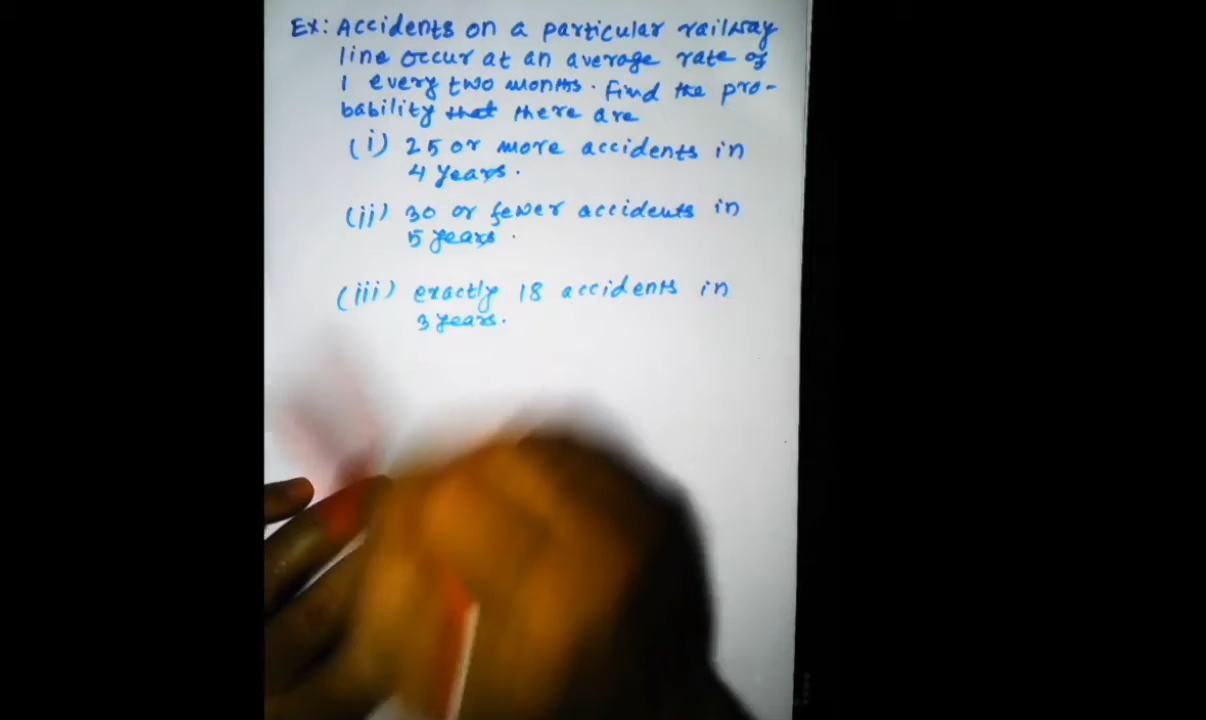 Ex: Accidents on a particular railway
line occur at an average rate of
1 every two months. Find the pro-
bability that there are
(i) 25 or more accidents in
4 years.
(ii) 30 or fewer accidents in
5 years.
(iii) exactly 18 accidents in
3 years.